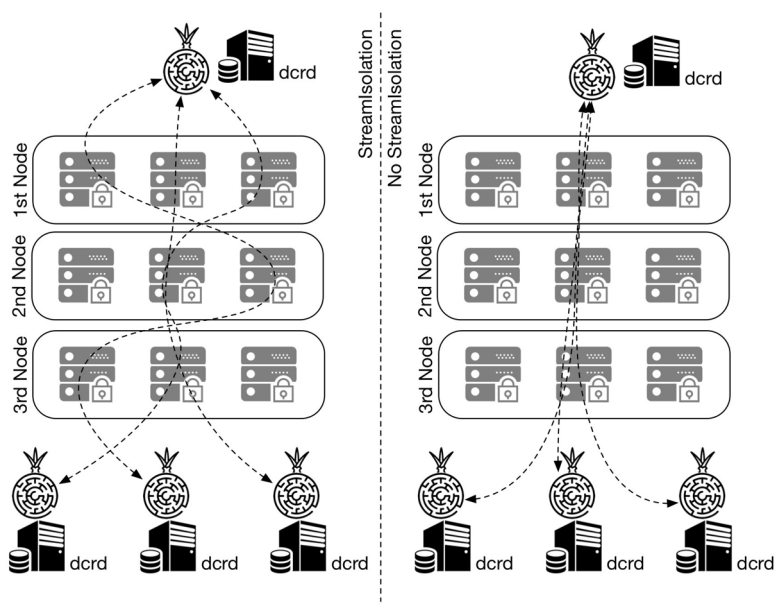 dcrd
StreamIsolation
No StreamIsolation
dcrd
1st Node
1st Node
2nd Node
2nd Node
3rd Node
3rd Node
dcrd
dcrd
dcrd
dcrd
dcrd
dcrd